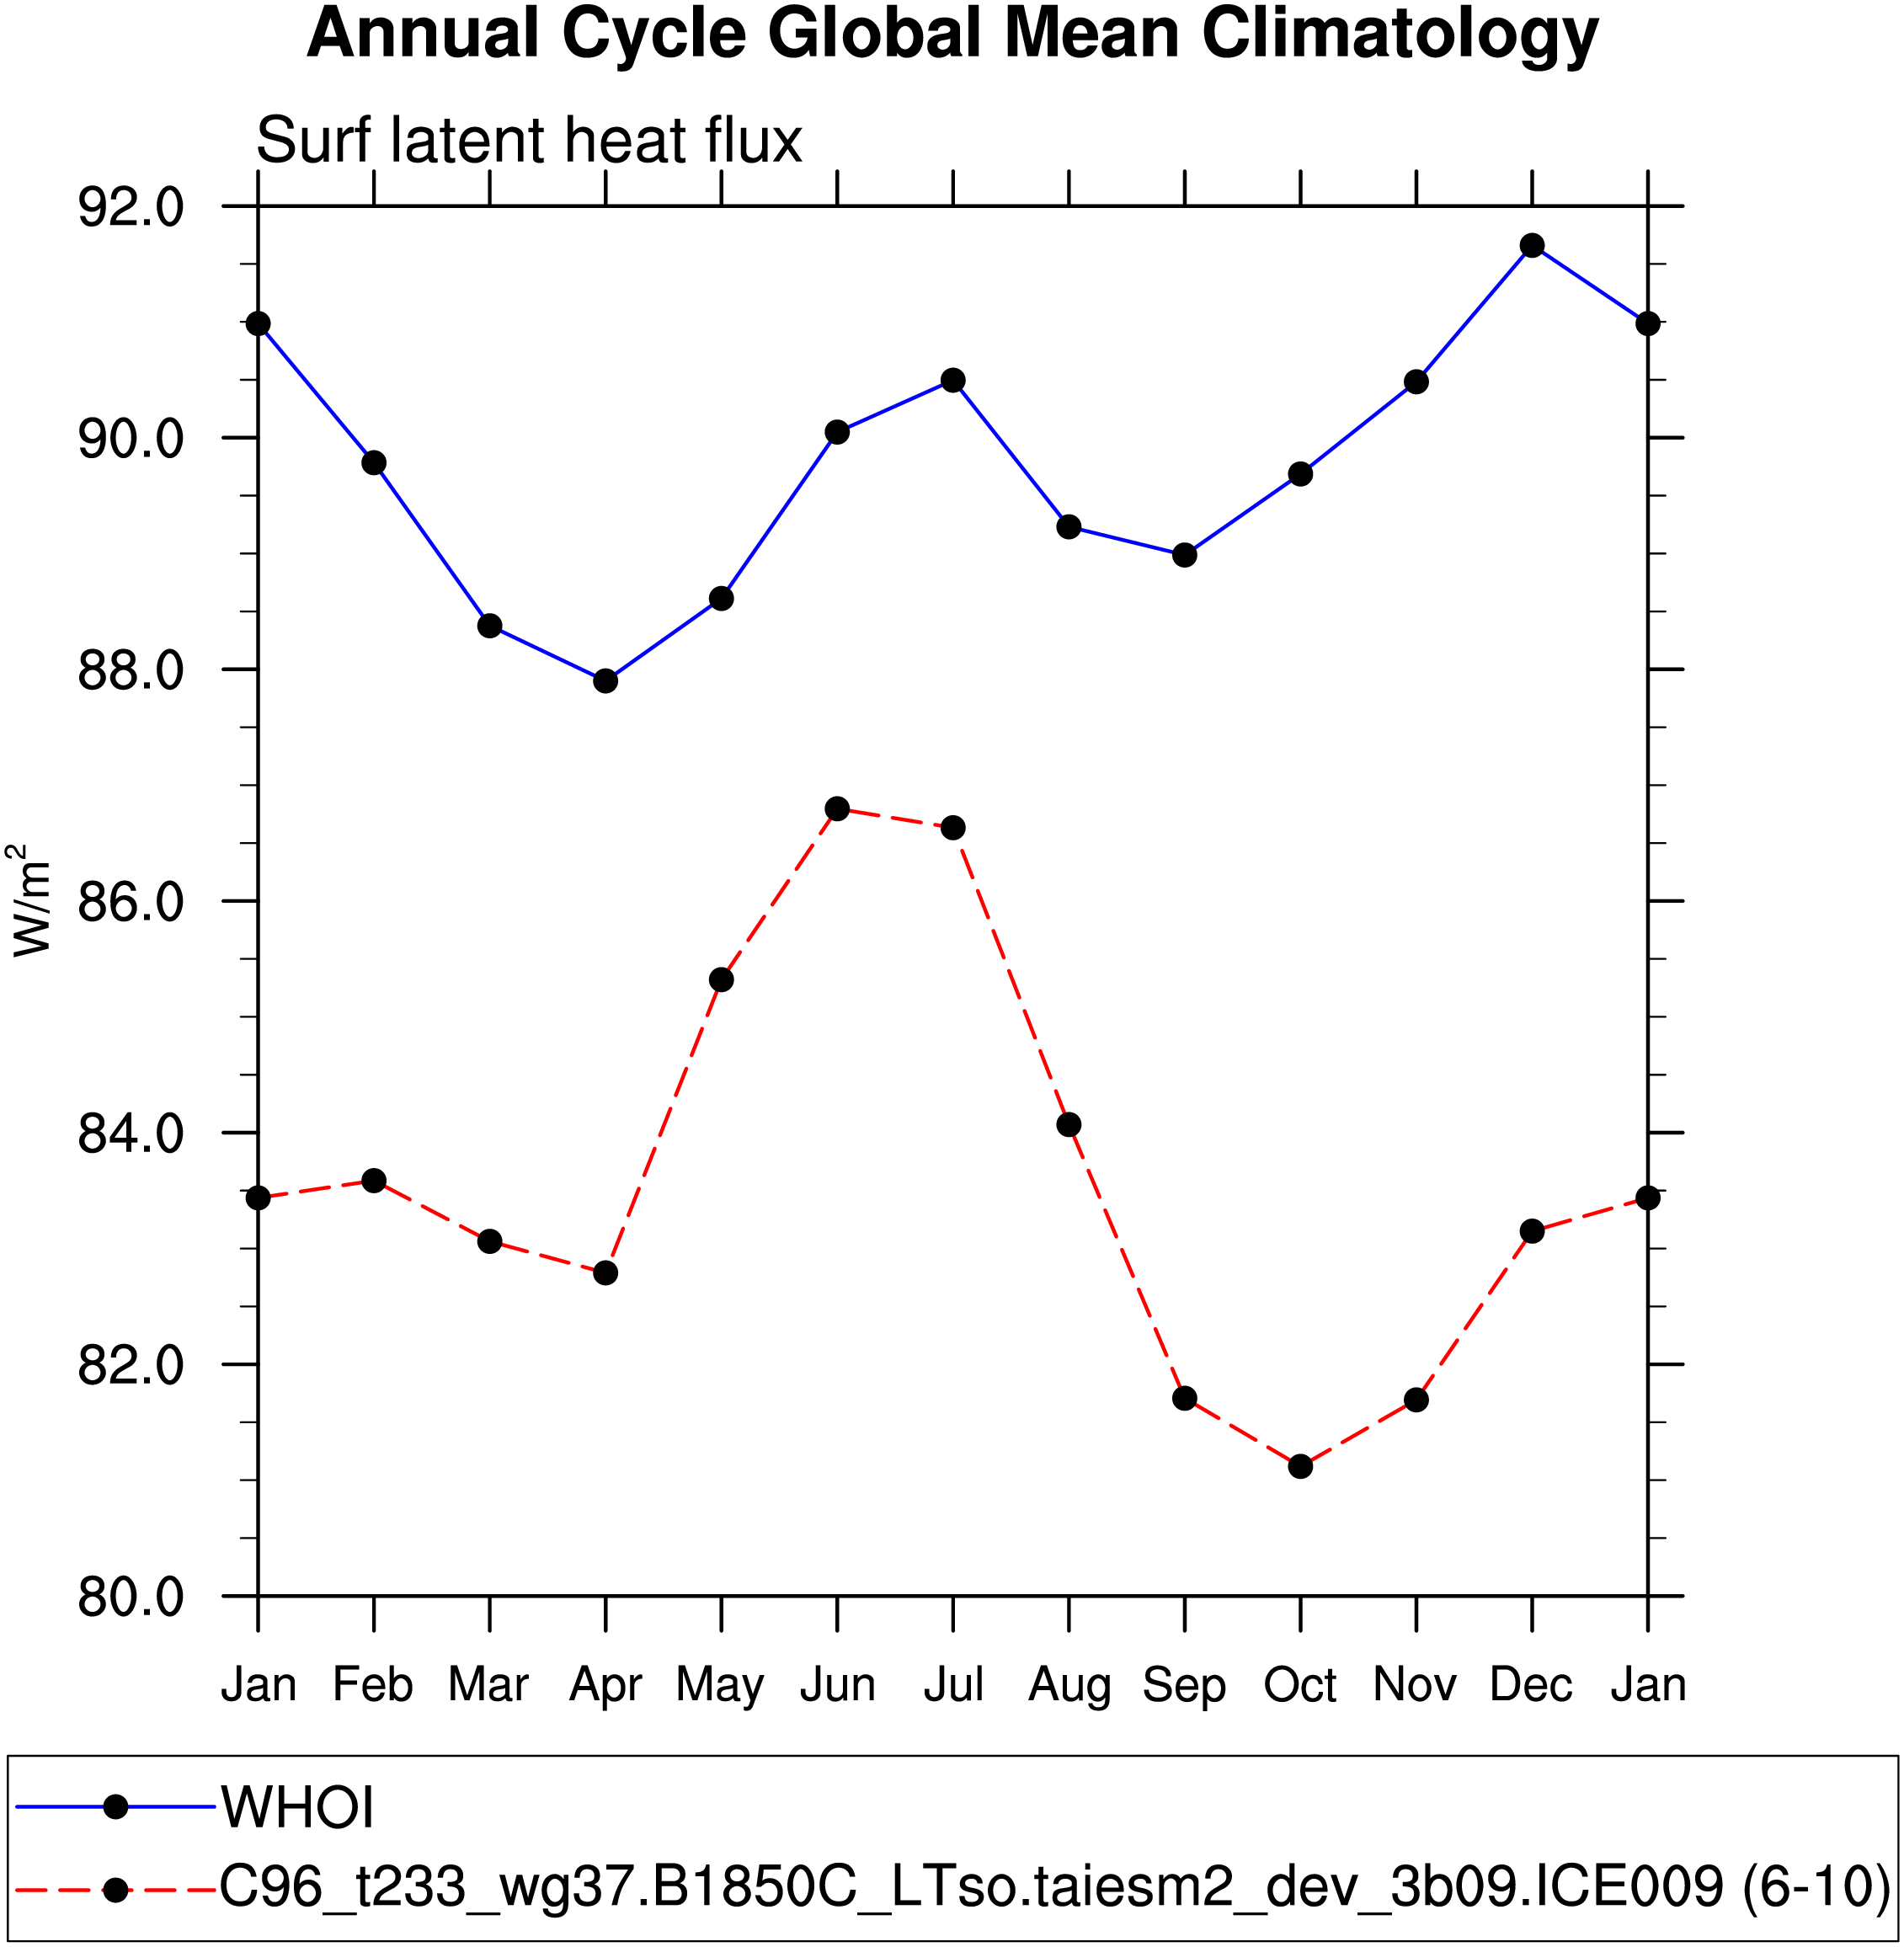 Annual Cycle Global Mean Climatology
Surf latent heat flux
92.0
90.0
88.0
86.0
84.0
82.0
80.0
W/m²
Jan Feb Mar Apr May Jun Jul Aug Sep Oct Nov Dec Jan
WHOI
C96_t233_wg37.B1850C_LTso.taiesm2_dev_3b09.ICE009 (6-10)